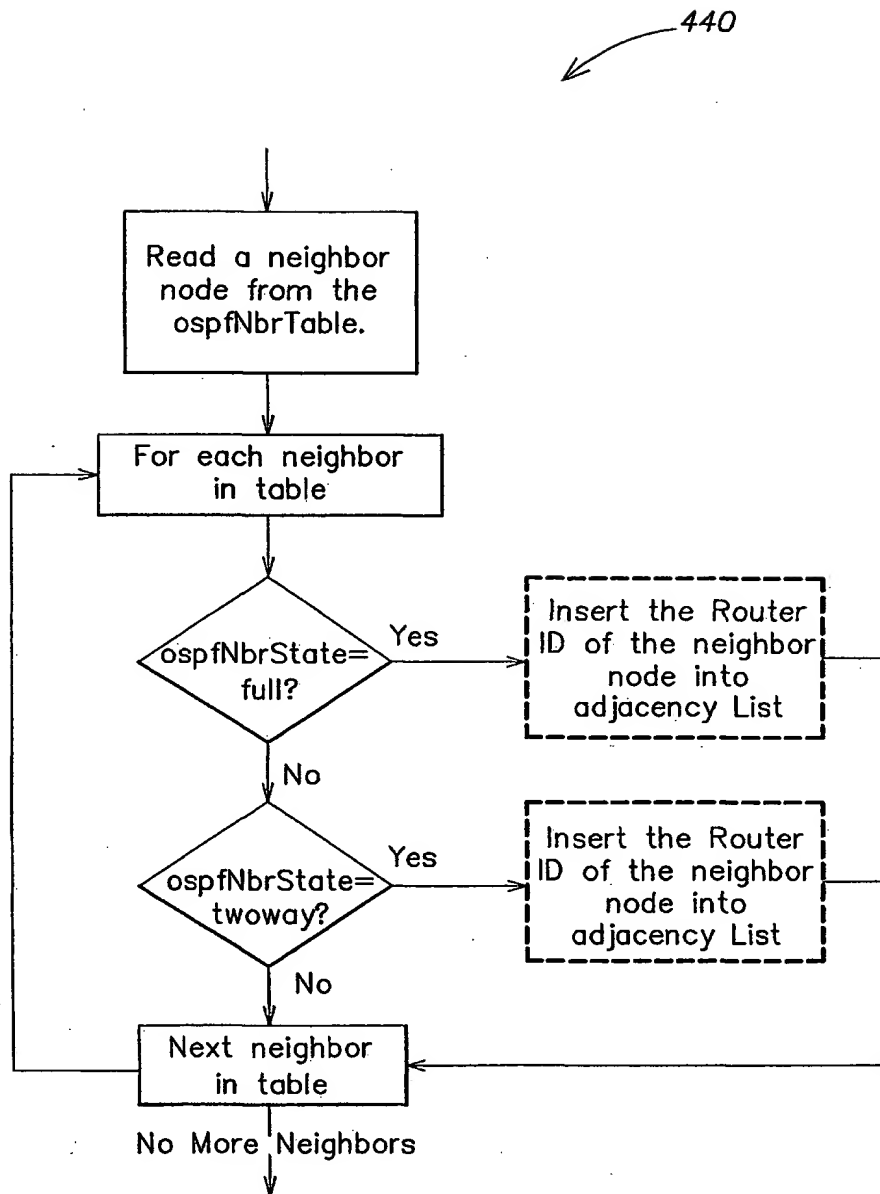 440
Read a neighbor
node from the
ospfNbrTable.
For each neighbor
in table
ospfNbrState=
full?
Yes
Insert the Router
ID of the neighbor
node into
adjacency List
No
ospfNbrState=
twoway?
Yes
Insert the Router
ID of the neighbor
node into
adjacency List
No
Next neighbor
in table
No More Neighbors